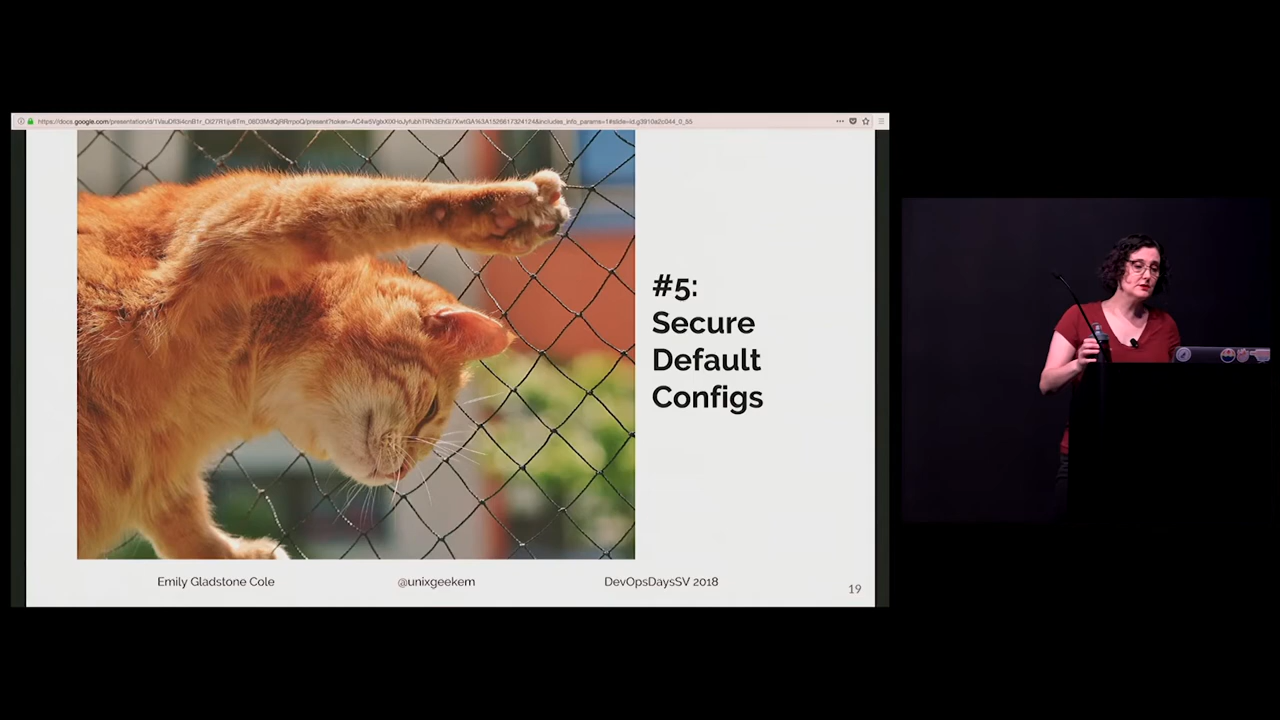 #5:
Secure
Default
Configs
Emily Gladstone Cole
@unixgeekem
DevOpsDaysSV 2018
19